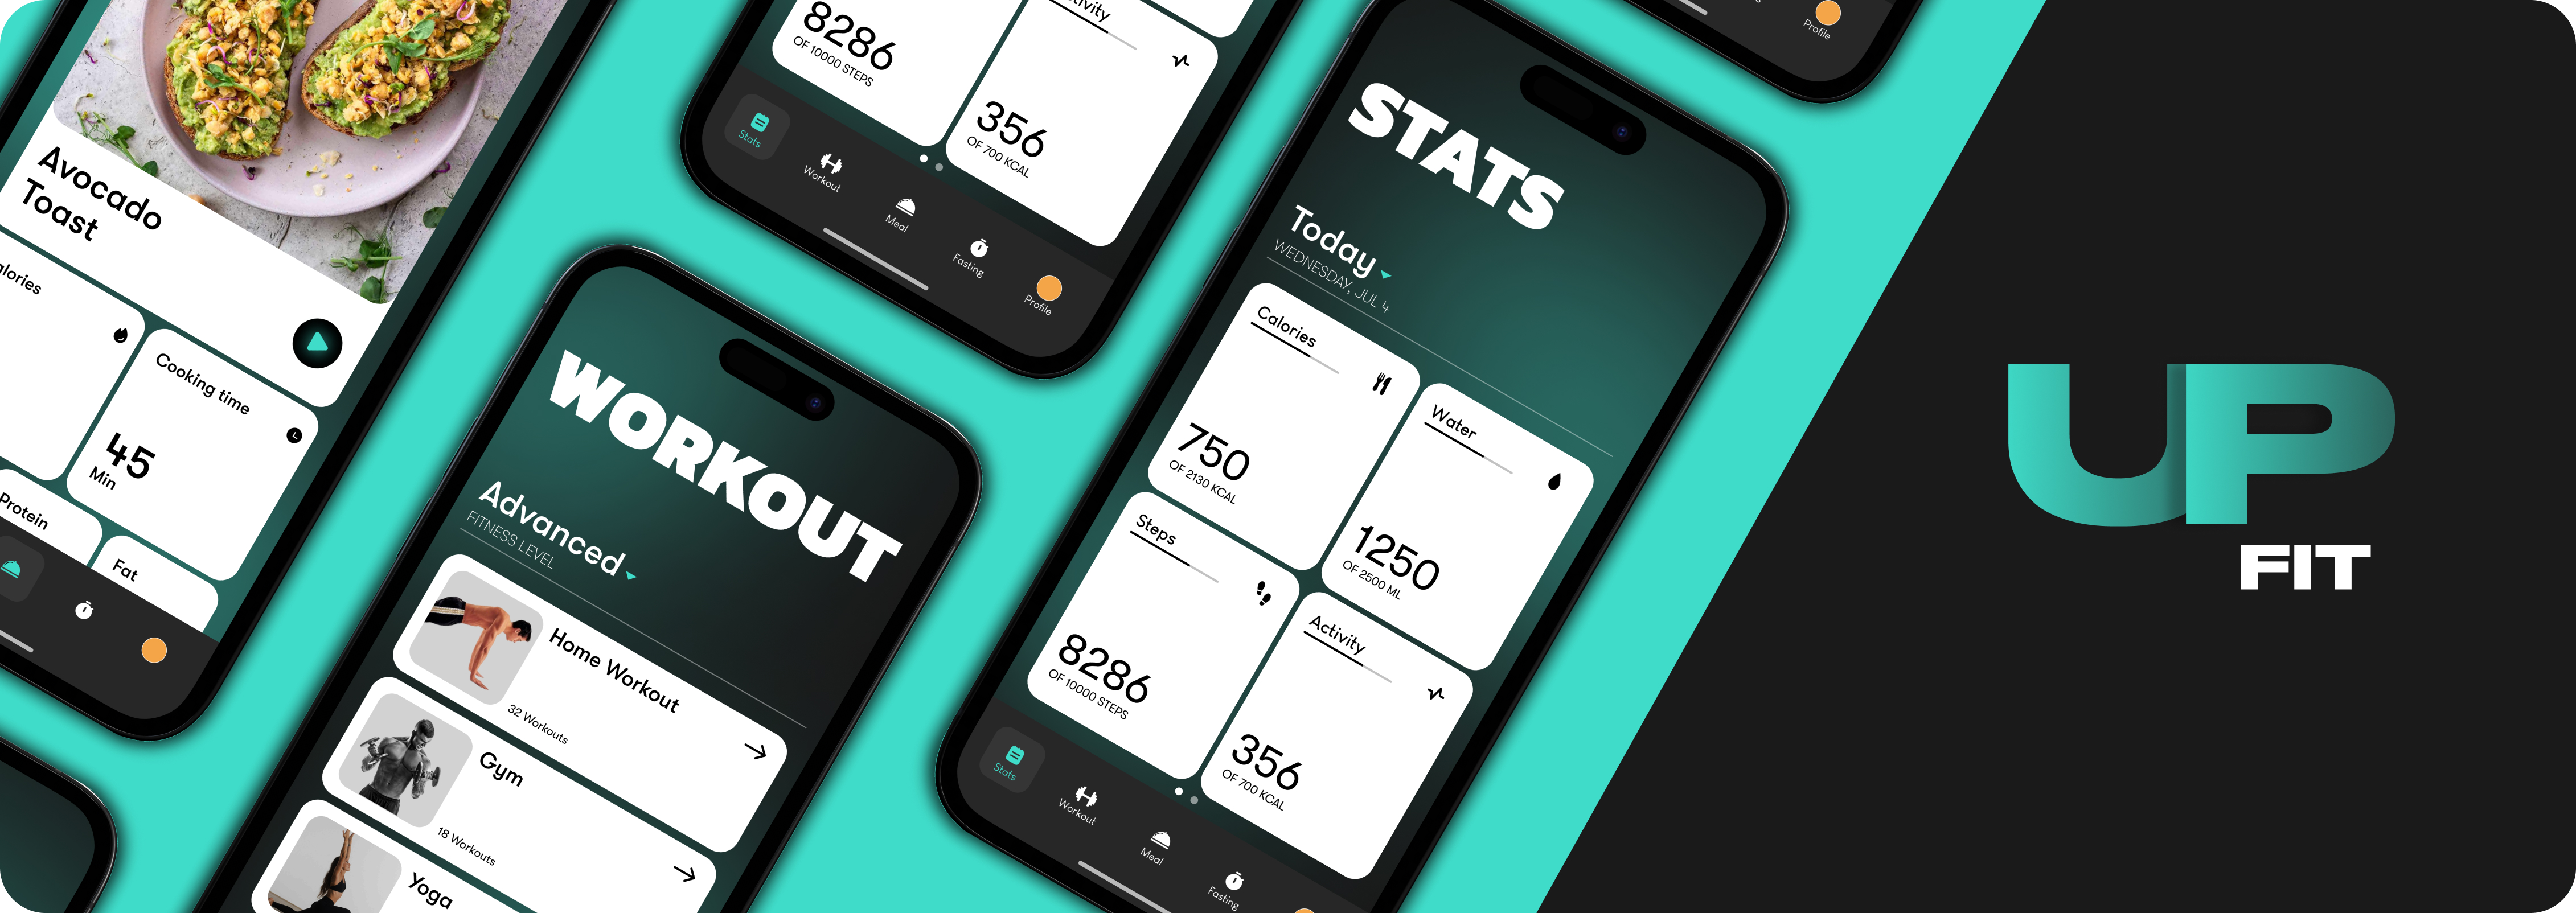 Avocado
Toast
Cooking time
45
Min
Protein
Fat
8286
OF 10000 STEPS
356
OF 700 KCAL
Stats
Workout
Meal
Fasting
Profile
WORKOUT
Advanced
FITNESS LEVEL
Home Workout
32 Workouts
Gym
18 Workouts
Yoga
Profile
STATS
Today
WEDNESDAY, JUL 4
Calories
750
OF 2130 KCAL
Water
1250
OF 2500 ML
Steps
8286
OF 10000 STEPS
Activity
356
OF 700 KCAL
Stats
Workout
Meal
Fasting
UP
FIT